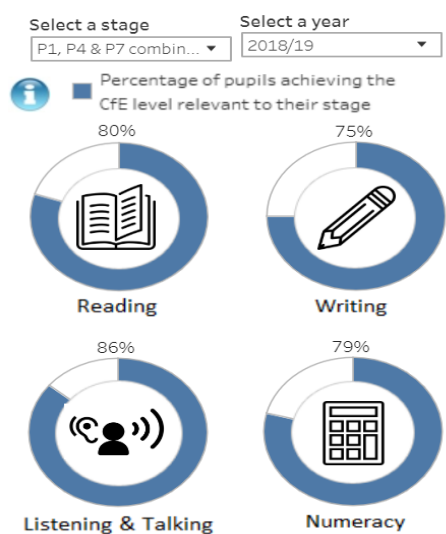 Select a stage
Select a year
P1, P4 & P7 combin...
2018/19
Percentage of pupils achieving the
CfE level relevant to their stage
80%
75%
Reading
Writing
86%
79%
Listening & Talking
Numeracy